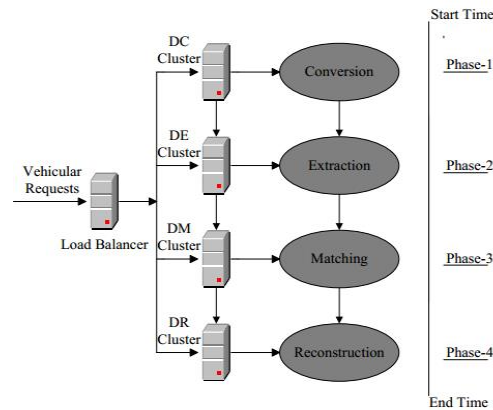 Start Time
DC
Cluster
Conversion
Phase-1
DE
Cluster
Extraction
Phase-2
Vehicular
Requests
Load Balancer
DM
Cluster
Matching
Phase-3
DR
Cluster
Reconstruction
Phase-4
End Time